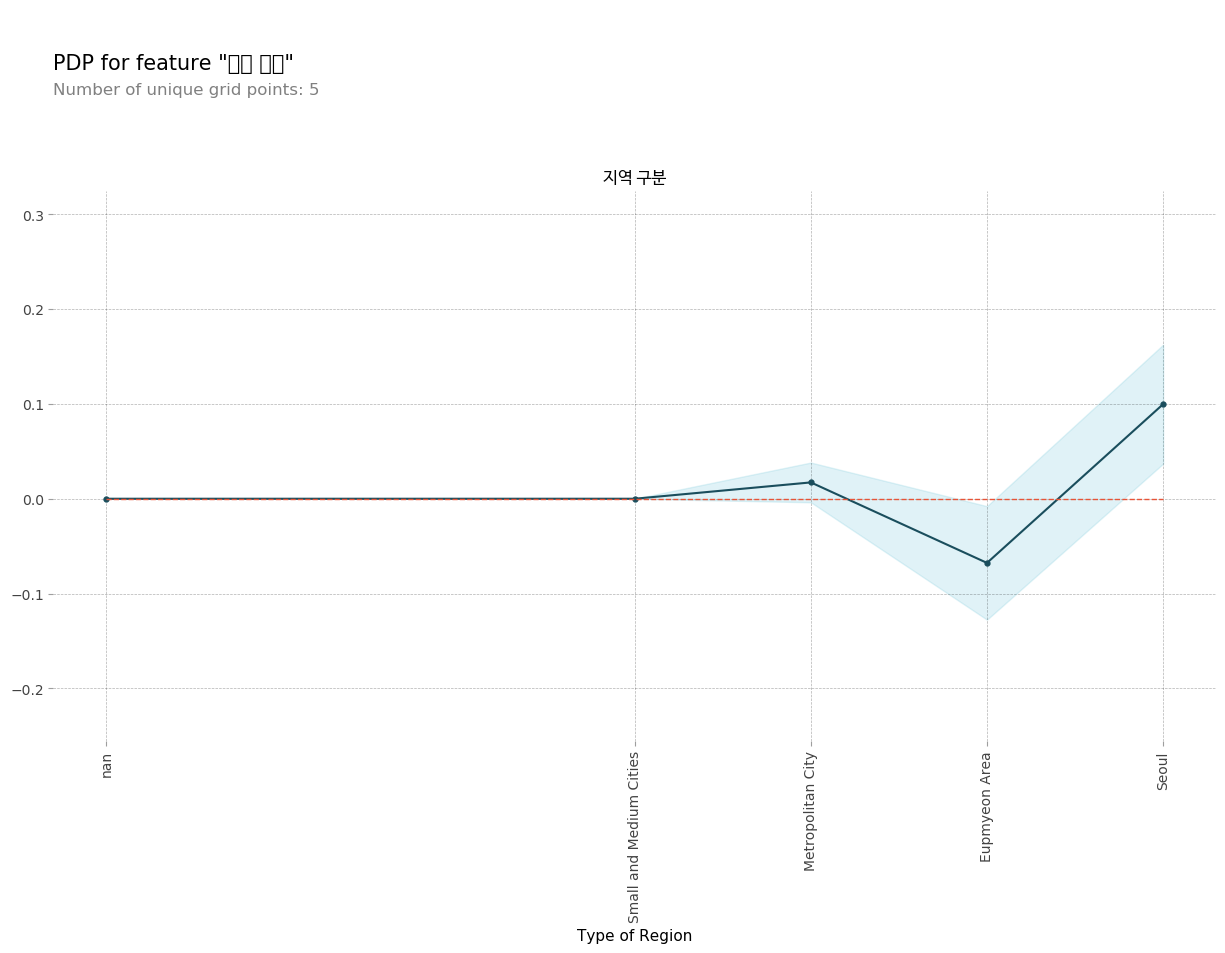 PDP for feature "□□ □□"
Number of unique grid points: 5
지역 구분
0.3
0.2
0.1
0.0
−0.1
−0.2
nan
Small and Medium Cities
Metropolitan City
Eupmyeon Area
Seoul
Type of Region